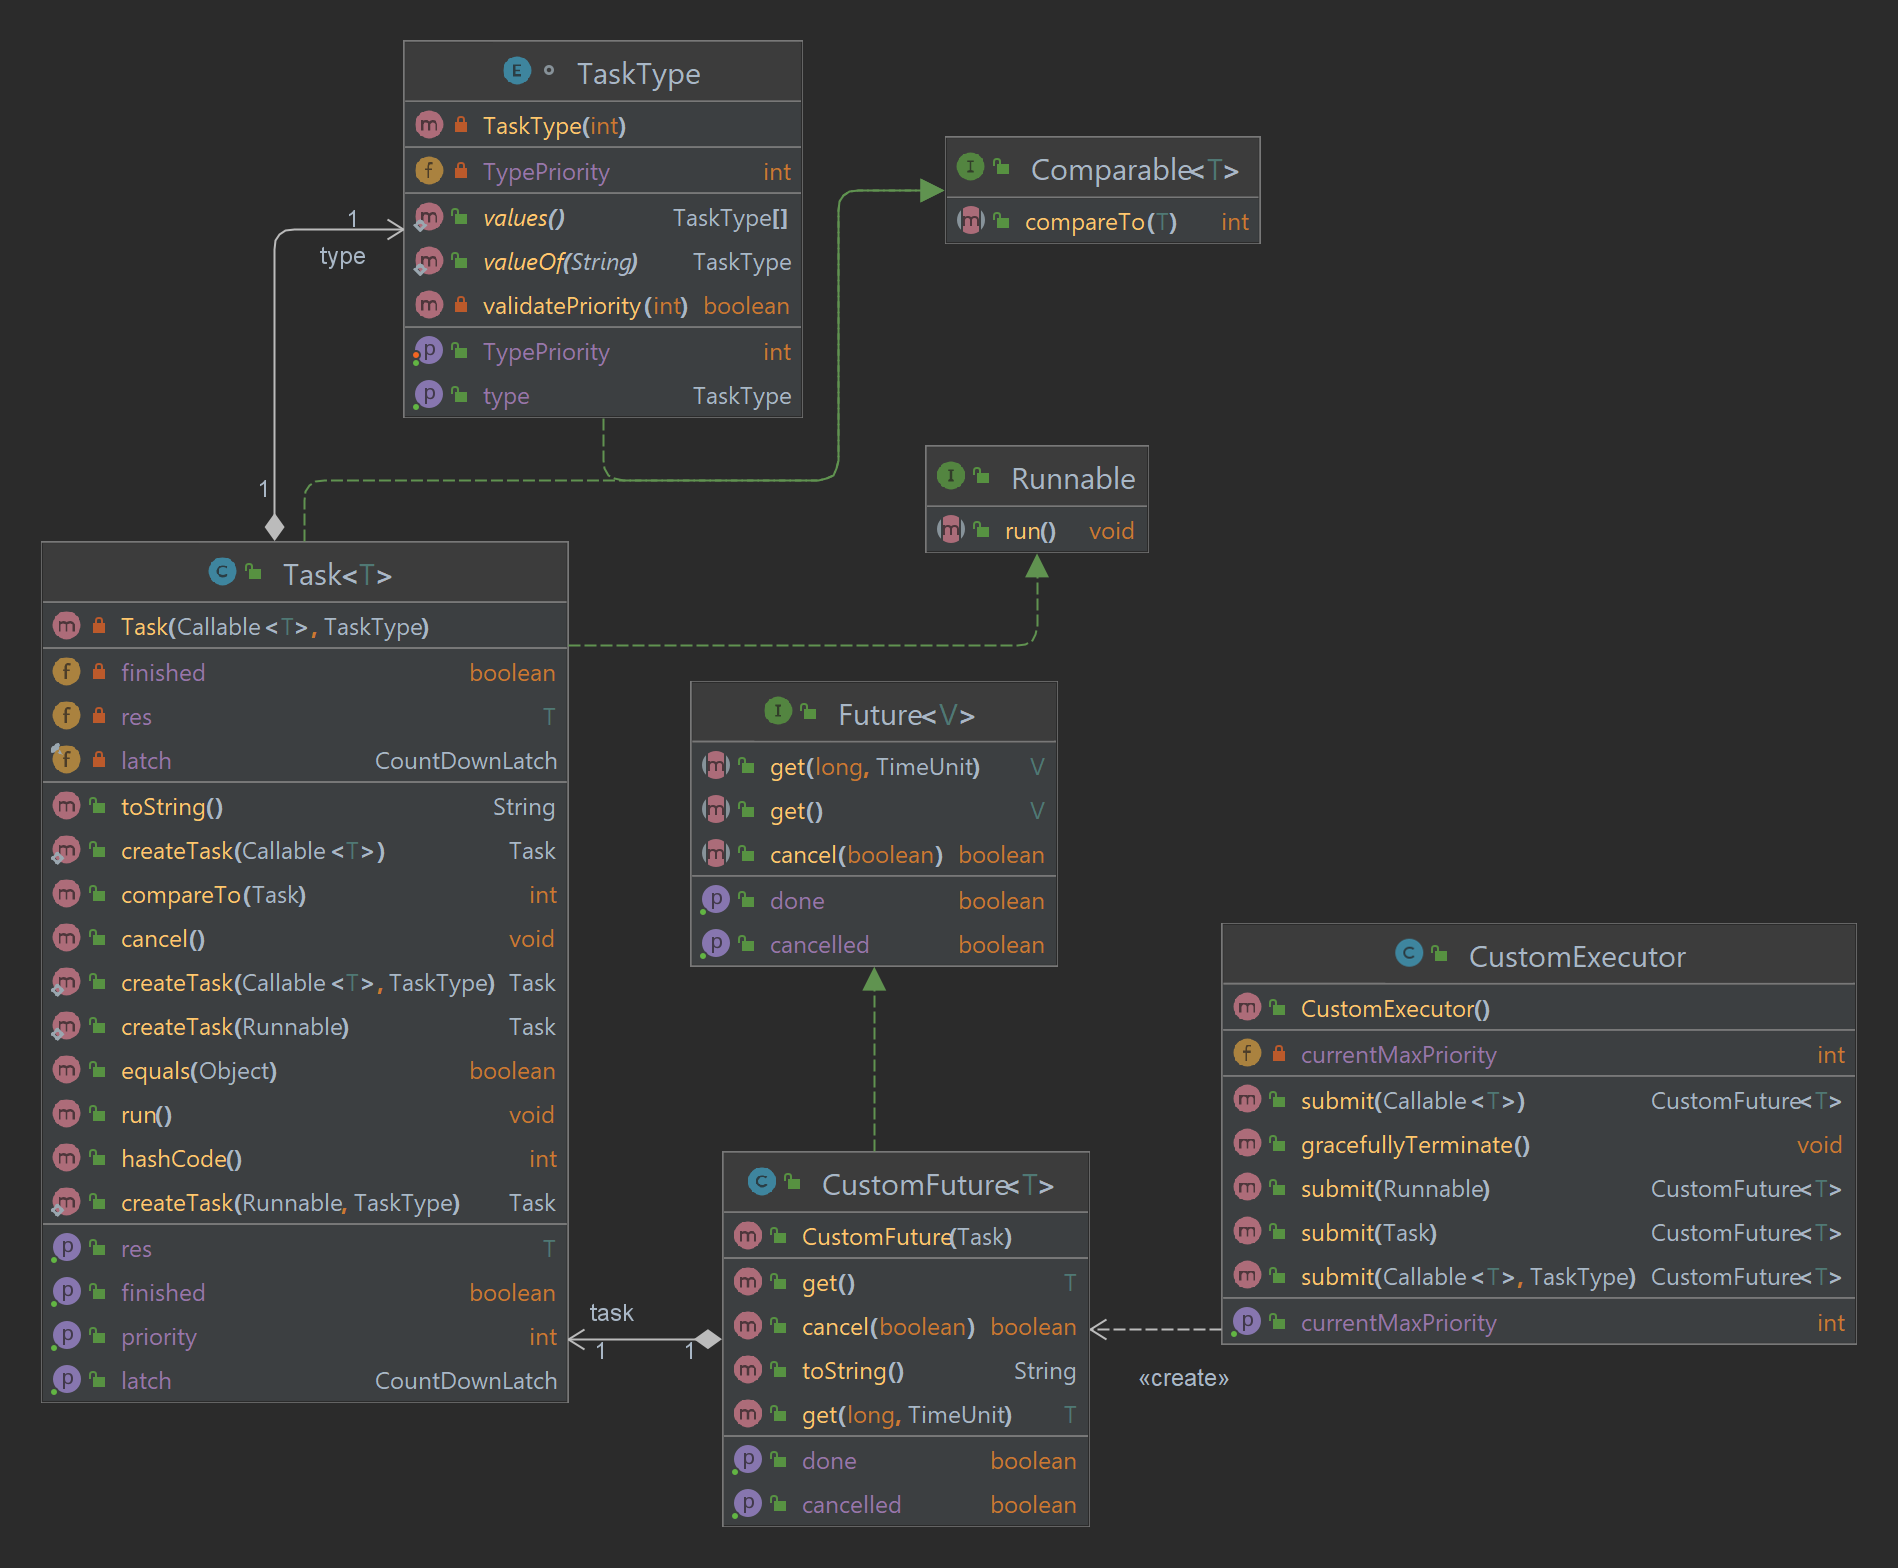 TaskType
TaskType(int)
TypePriority int
values() TaskType[]
valueOf(String) TaskType
validatePriority(int) boolean
TypePriority int
type TaskType
Comparable<T>
compareTo(T) int
1
type
1
Runnable
run() void
Task<T>
Task(Callable<T>, TaskType)
finished boolean
res T
latch CountDownLatch
toString() String
createTask(Callable<T>) Task
compareTo(Task) int
cancel() void
createTask(Callable<T>, TaskType) Task
createTask(Runnable) Task
equals(Object) boolean
run() void
hashCode() int
createTask(Runnable, TaskType) Task
res T
finished boolean
priority int
latch CountDownLatch
Future<V>
get(long, TimeUnit) V
get() V
cancel(boolean) boolean
done boolean
cancelled boolean
CustomExecutor
CustomExecutor()
currentMaxPriority int
submit(Callable<T>) CustomFuture<T>
gracefullyTerminate() void
submit(Runnable) CustomFuture<T>
submit(Task) CustomFuture<T>
submit(Callable<T>, TaskType) CustomFuture<T>
currentMaxPriority int
CustomFuture<T>
CustomFuture(Task)
get() T
cancel(boolean) boolean
toString() String
get(long, TimeUnit) T
done boolean
cancelled boolean
task
1 1
«create»